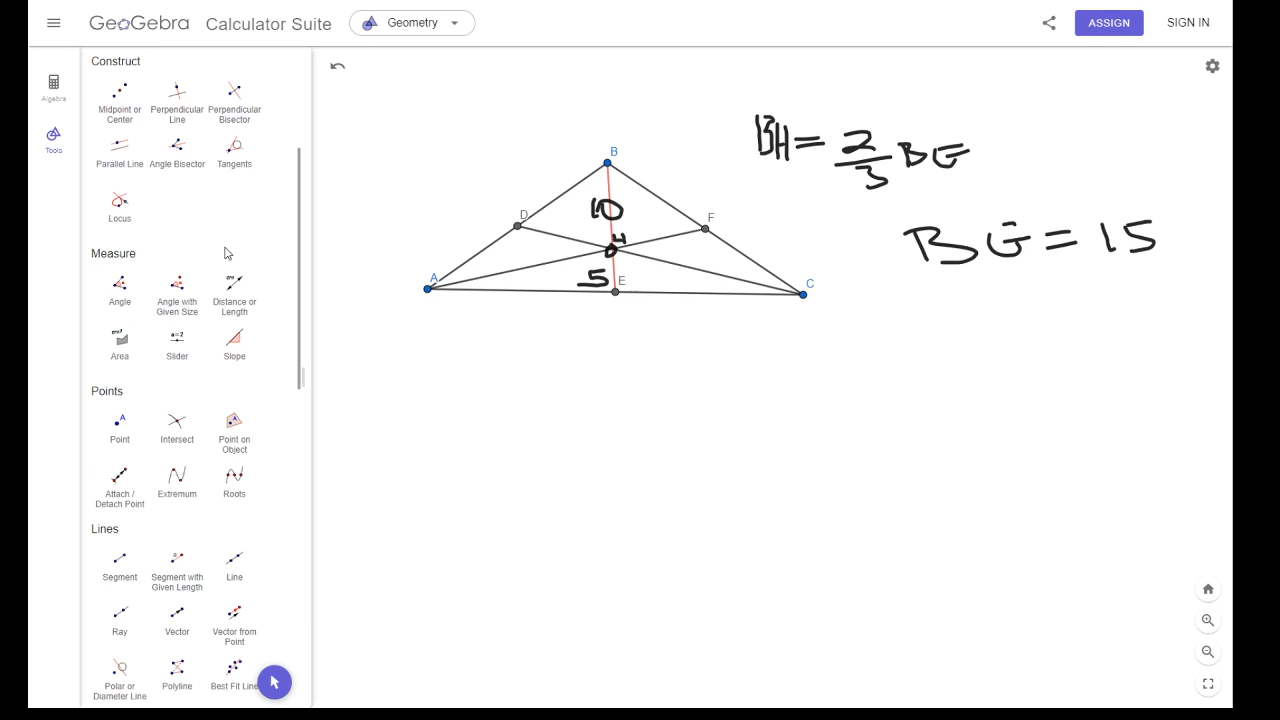 GeoGebra Calculator Suite Geometry ASSIGN SIGN IN
Algebra
Tools
Construct
Midpoint or Center
Perpendicular Line
Perpendicular Bisector
Parallel Line
Angle Bisector
Tangents
Locus
Measure
Angle
Angle with Given Size
Distance or Length
cm²
Area
a=2
Slider
Slope
Points
A
Point
Intersect
Point on Object
Attach / Detach Point
Extremum
Roots
Lines
Segment
Segment with Given Length
Line
Ray
Vector
Vector from Point
Polar or Diameter Line
Polyline
Best Fit Line
B
D
F
10
H
A
5
E
C
BH = 2/3 BE
BE = 15